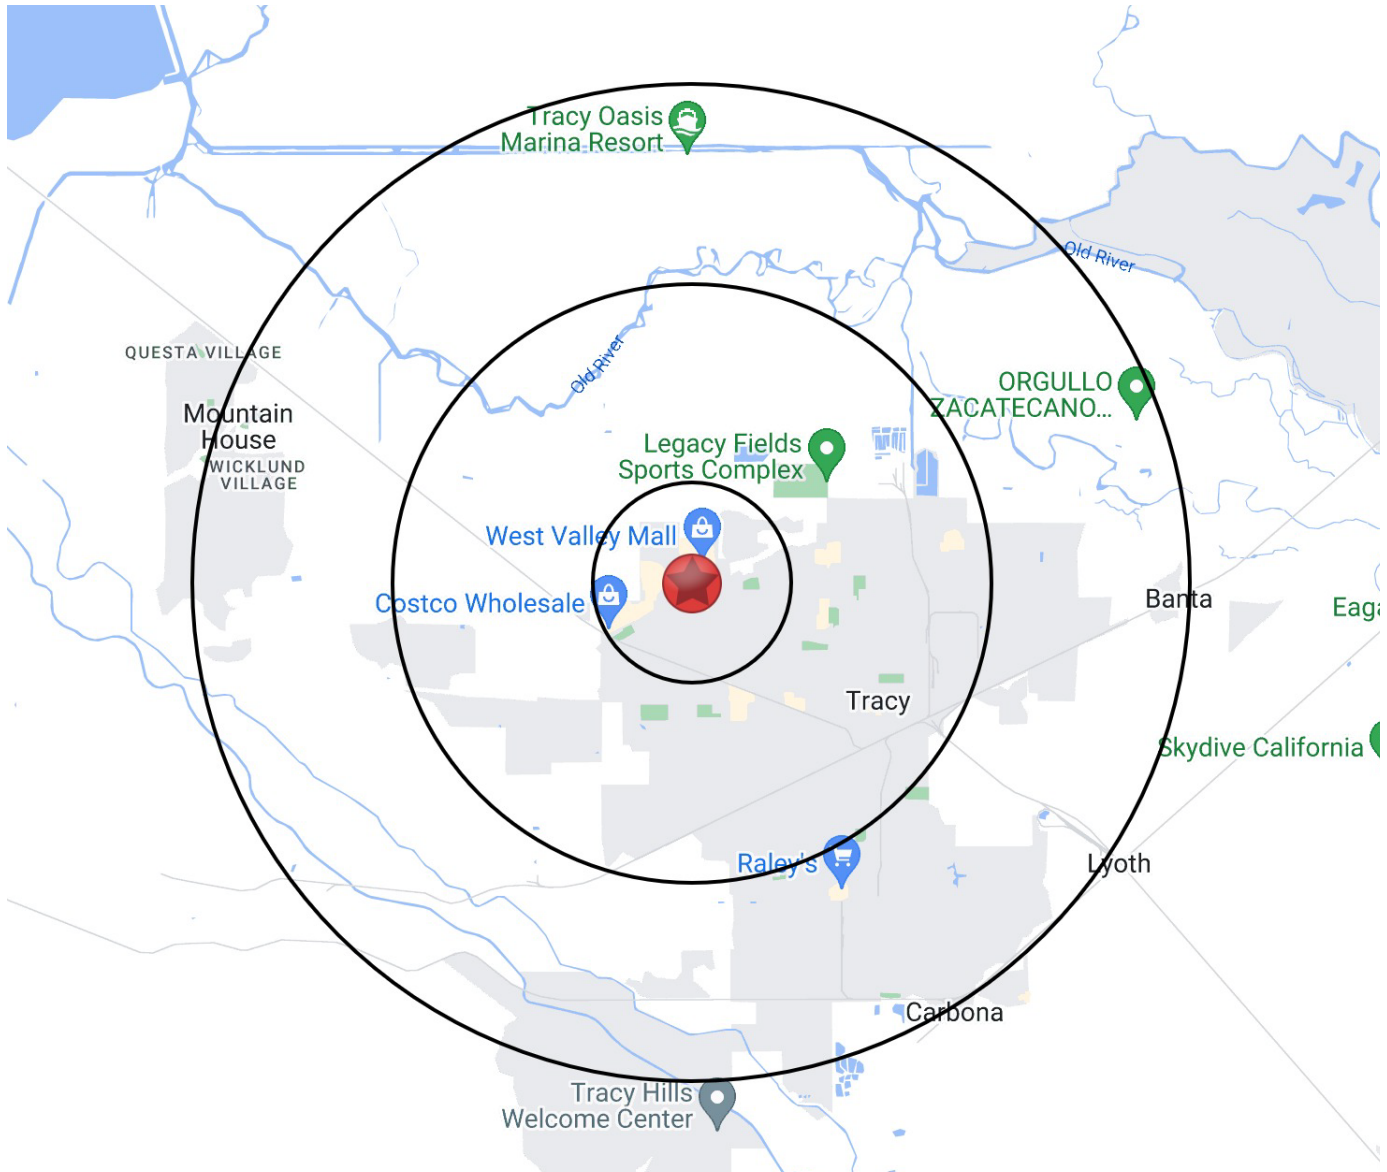 Tracy Oasis
Marina Resort
Old River
QUESTA VILLAGE
Old River
ORGULLO
ZACATECANO...
Mountain
House
Legacy Fields
Sports Complex
WICKLUND
VILLAGE
West Valley Mall
Costco Wholesale
Banta
Eaga
Tracy
Skydive California
Raley's
Lyoth
Carbona
Tracy Hills
Welcome Center